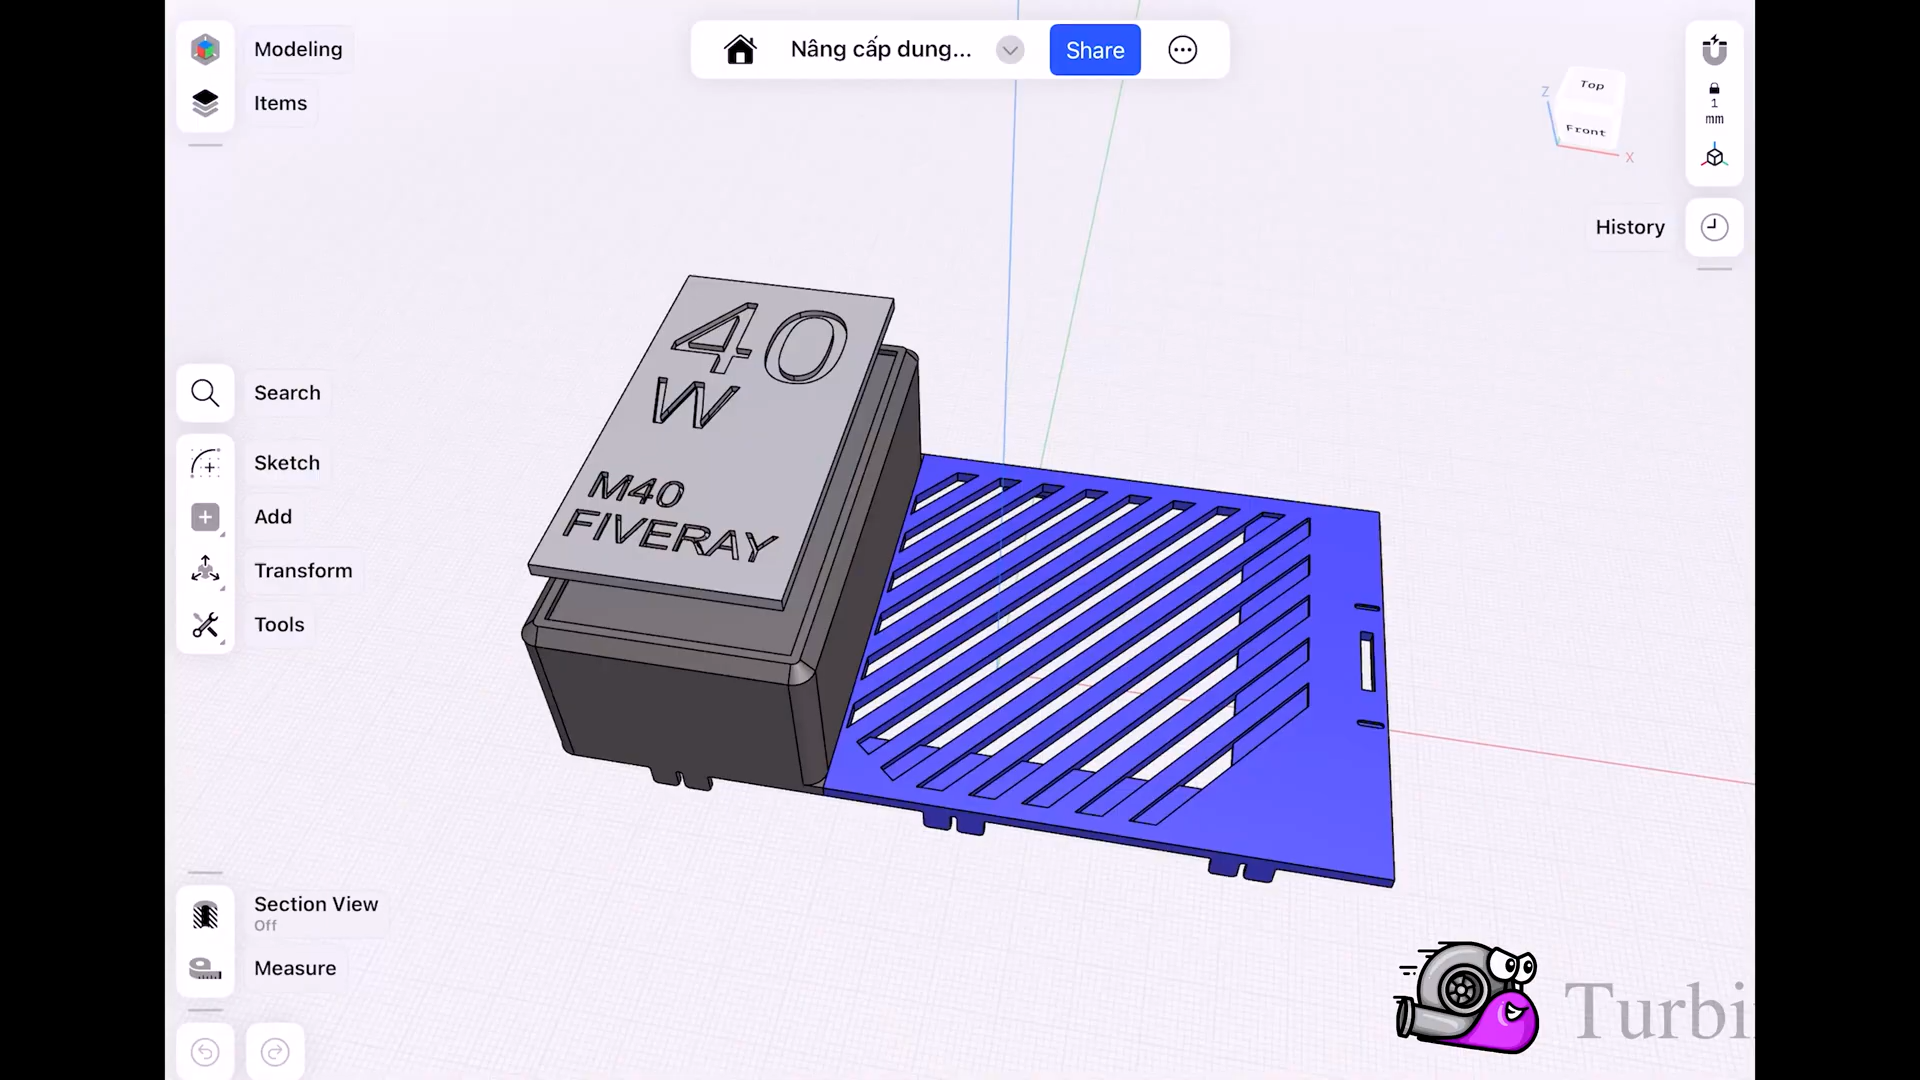 Modeling
Items
Nâng cấp dung...
Share
Top
Front
Z
X
1
mm
History
40
W
M40
FIVERAY
Search
Sketch
Add
Transform
Tools
Section View
Off
Measure
Turbi